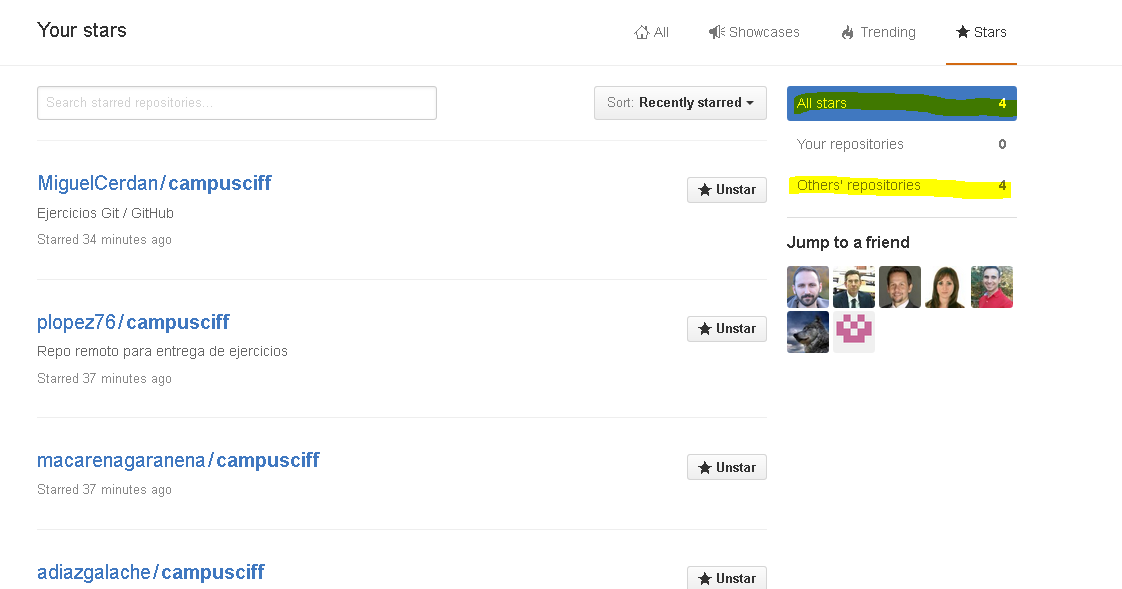 Your stars
All
Showcases
Trending
Stars
Search starred repositories...
Sort: Recently starred
All stars 4
Your repositories 0
Others' repositories 4
Jump to a friend
MiguelCerdan/campusciff
Unstar
Ejercicios Git / GitHub
Starred 34 minutes ago
plopez76/campusciff
Unstar
Repo remoto para entrega de ejercicios
Starred 37 minutes ago
macarenagaranena/campusciff
Unstar
Starred 37 minutes ago
adiazgalache/campusciff
Unstar